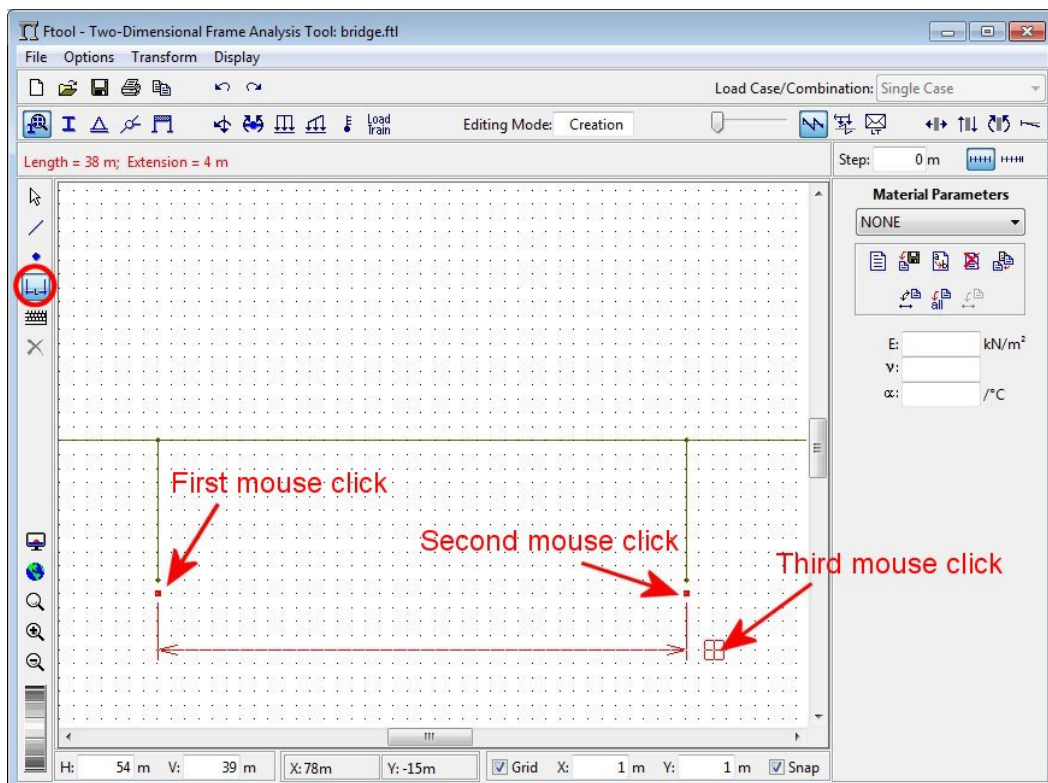 Ftool - Two-Dimensional Frame Analysis Tool: bridge.ftl
File Options Transform Display
Load Case/Combination: Single Case
Load Train
Editing Mode: Creation
LT
Length = 38 m; Extension = 4 m
Step: 0 m
Material Parameters
NONE
L
all
E: kN/m²
ν:
α: /°C
First mouse click
Second mouse click
Third mouse click
H: 54 m V: 39 m X: 78m Y: -15m Grid X: 1 m Y: 1 m Snap